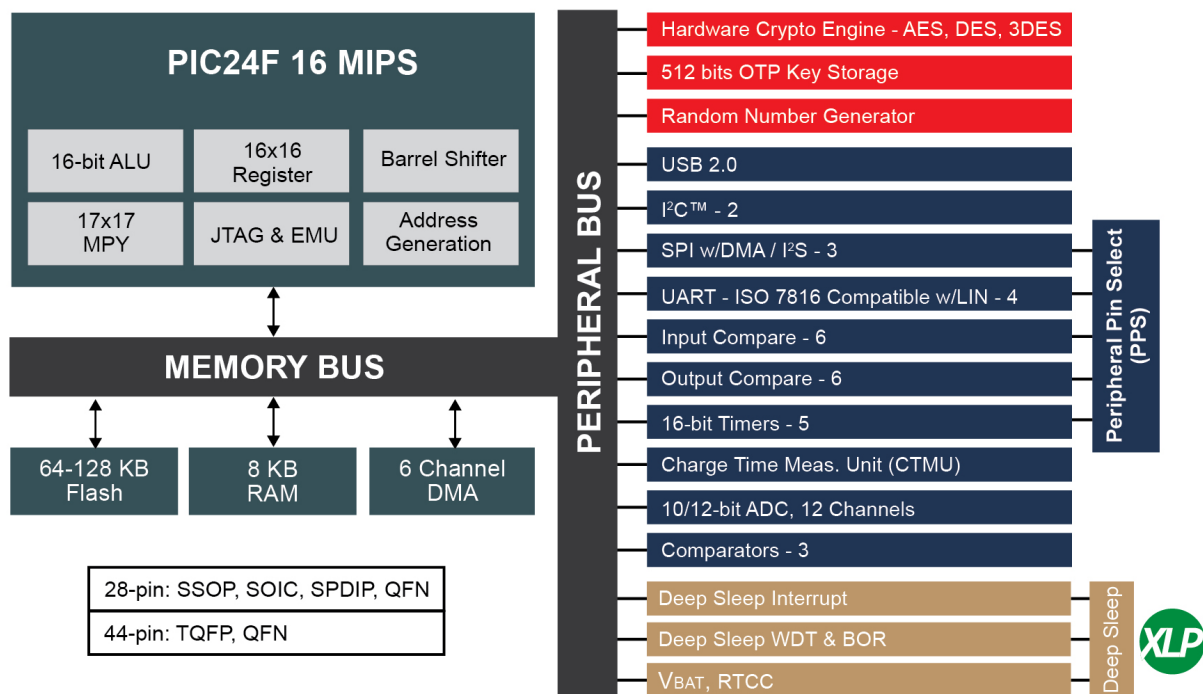 PIC24F 16 MIPS
16-bit ALU
16x16
Register
Barrel Shifter
17x17
MPY
JTAG & EMU
Address
Generation
MEMORY BUS
64-128 KB
Flash
8 KB
RAM
6 Channel
DMA
28-pin: SSOP, SOIC, SPDIP, QFN
44-pin: TQFP, QFN
PERIPHERAL BUS
Hardware Crypto Engine - AES, DES, 3DES
512 bits OTP Key Storage
Random Number Generator
USB 2.0
I²C™ - 2
SPI w/DMA / I²S - 3
UART - ISO 7816 Compatible w/LIN - 4
Input Compare - 6
Output Compare - 6
16-bit Timers - 5
Charge Time Meas. Unit (CTMU)
10/12-bit ADC, 12 Channels
Comparators - 3
Peripheral Pin Select
(PPS)
Deep Sleep Interrupt
Deep Sleep WDT & BOR
VBAT, RTCC
Deep Sleep
XLP